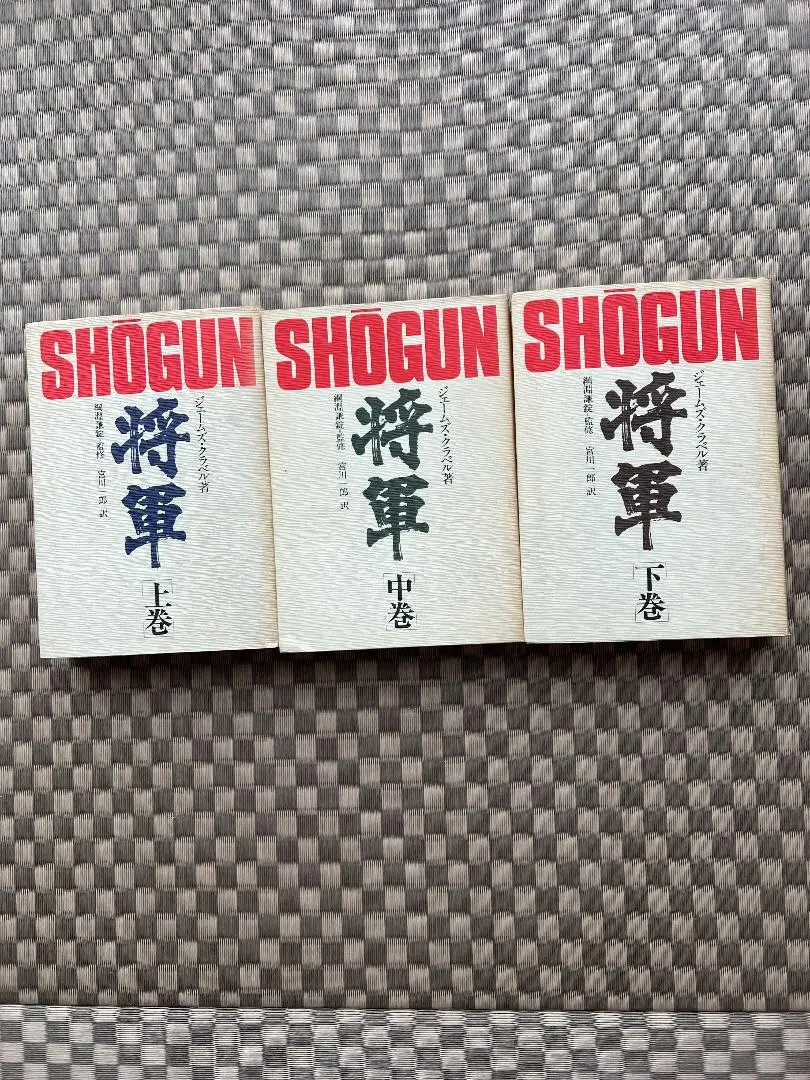 SHŌGUN
将軍
ジェームズ・クラベル著
綱淵謙錠・監修 宮川一郎 訳
[上巻]
SHŌGUN
将軍
ジェームズ・クラベル著
綱淵謙錠・監修 宮川一郎 訳
[中巻]
SHŌGUN
将軍
ジェームズ・クラベル著
綱淵謙錠・監修 宮川一郎 訳
[下巻]